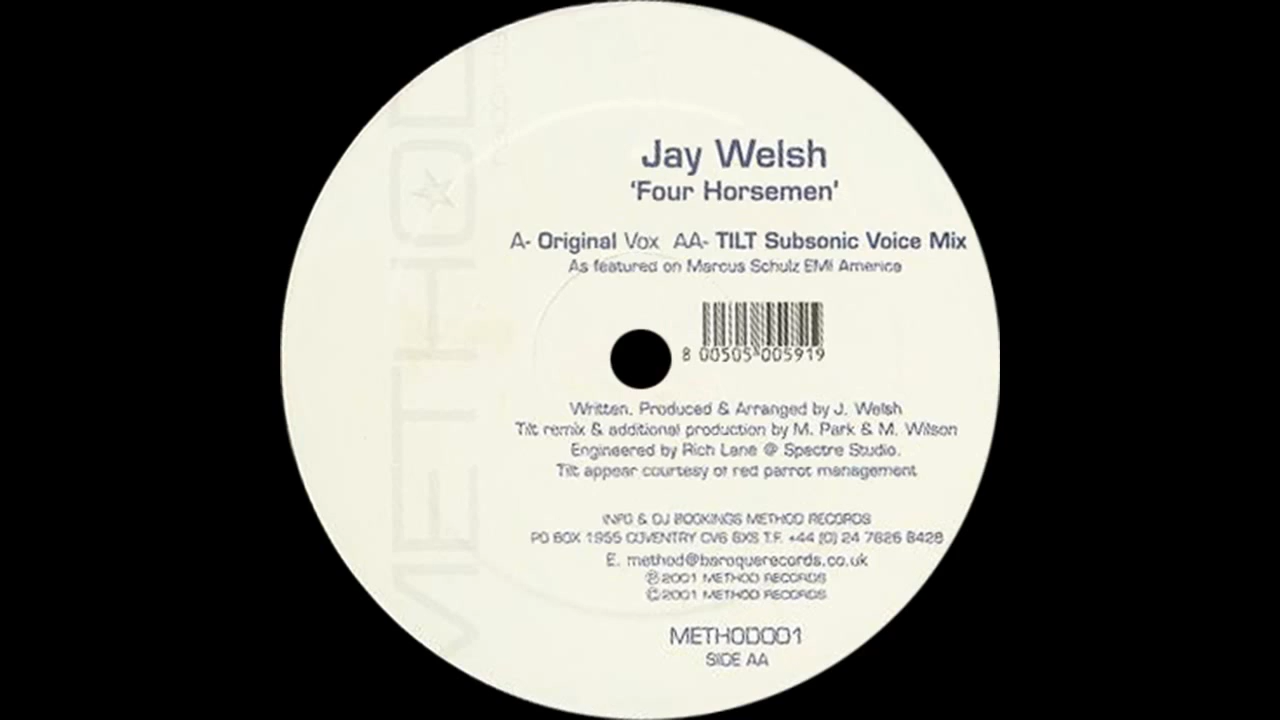 METHOD
Jay Welsh
‘Four Horsemen’
A- Original Vox AA- TILT Subsonic Voice Mix
As featured on Marcus Schulz EMI America
8 00505 005919
Written, Produced & Arranged by J. Welsh
Tilt remix & additional production by M. Park & M. Wilson
Engineered by Rich Lane @ Spectre Studio.
Tilt appear courtesy of red parrot management
INFO & DJ BOOKINGS METHOD RECORDS
PO BOX 1955 COVENTRY CV6 T.F. +44 (0) 24 7626 8428
E. method@baroquerecords.co.uk
Ⓟ2001 METHOD RECORDS
©2001 METHOD RECORDS
METHOD001
SIDE AA